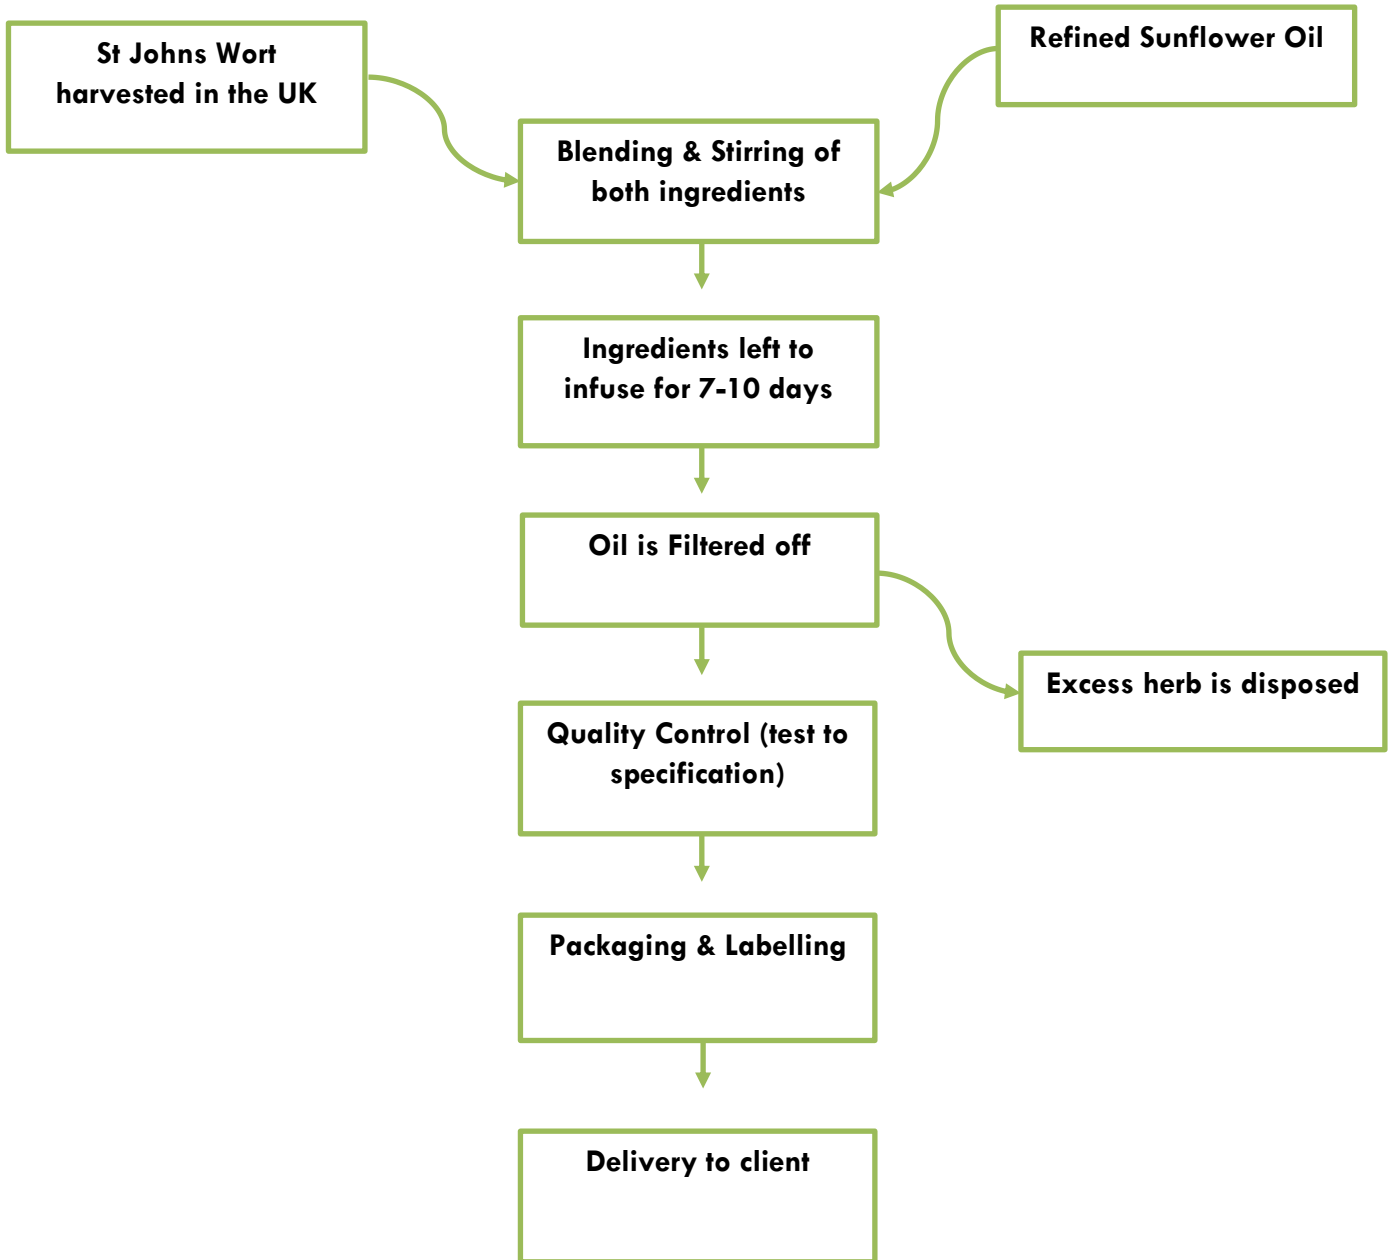 St Johns Wort
harvested in the UK
Refined Sunflower Oil
Blending & Stirring of
both ingredients
Ingredients left to
infuse for 7-10 days
Oil is Filtered off
Excess herb is disposed
Quality Control (test to
specification)
Packaging & Labelling
Delivery to client